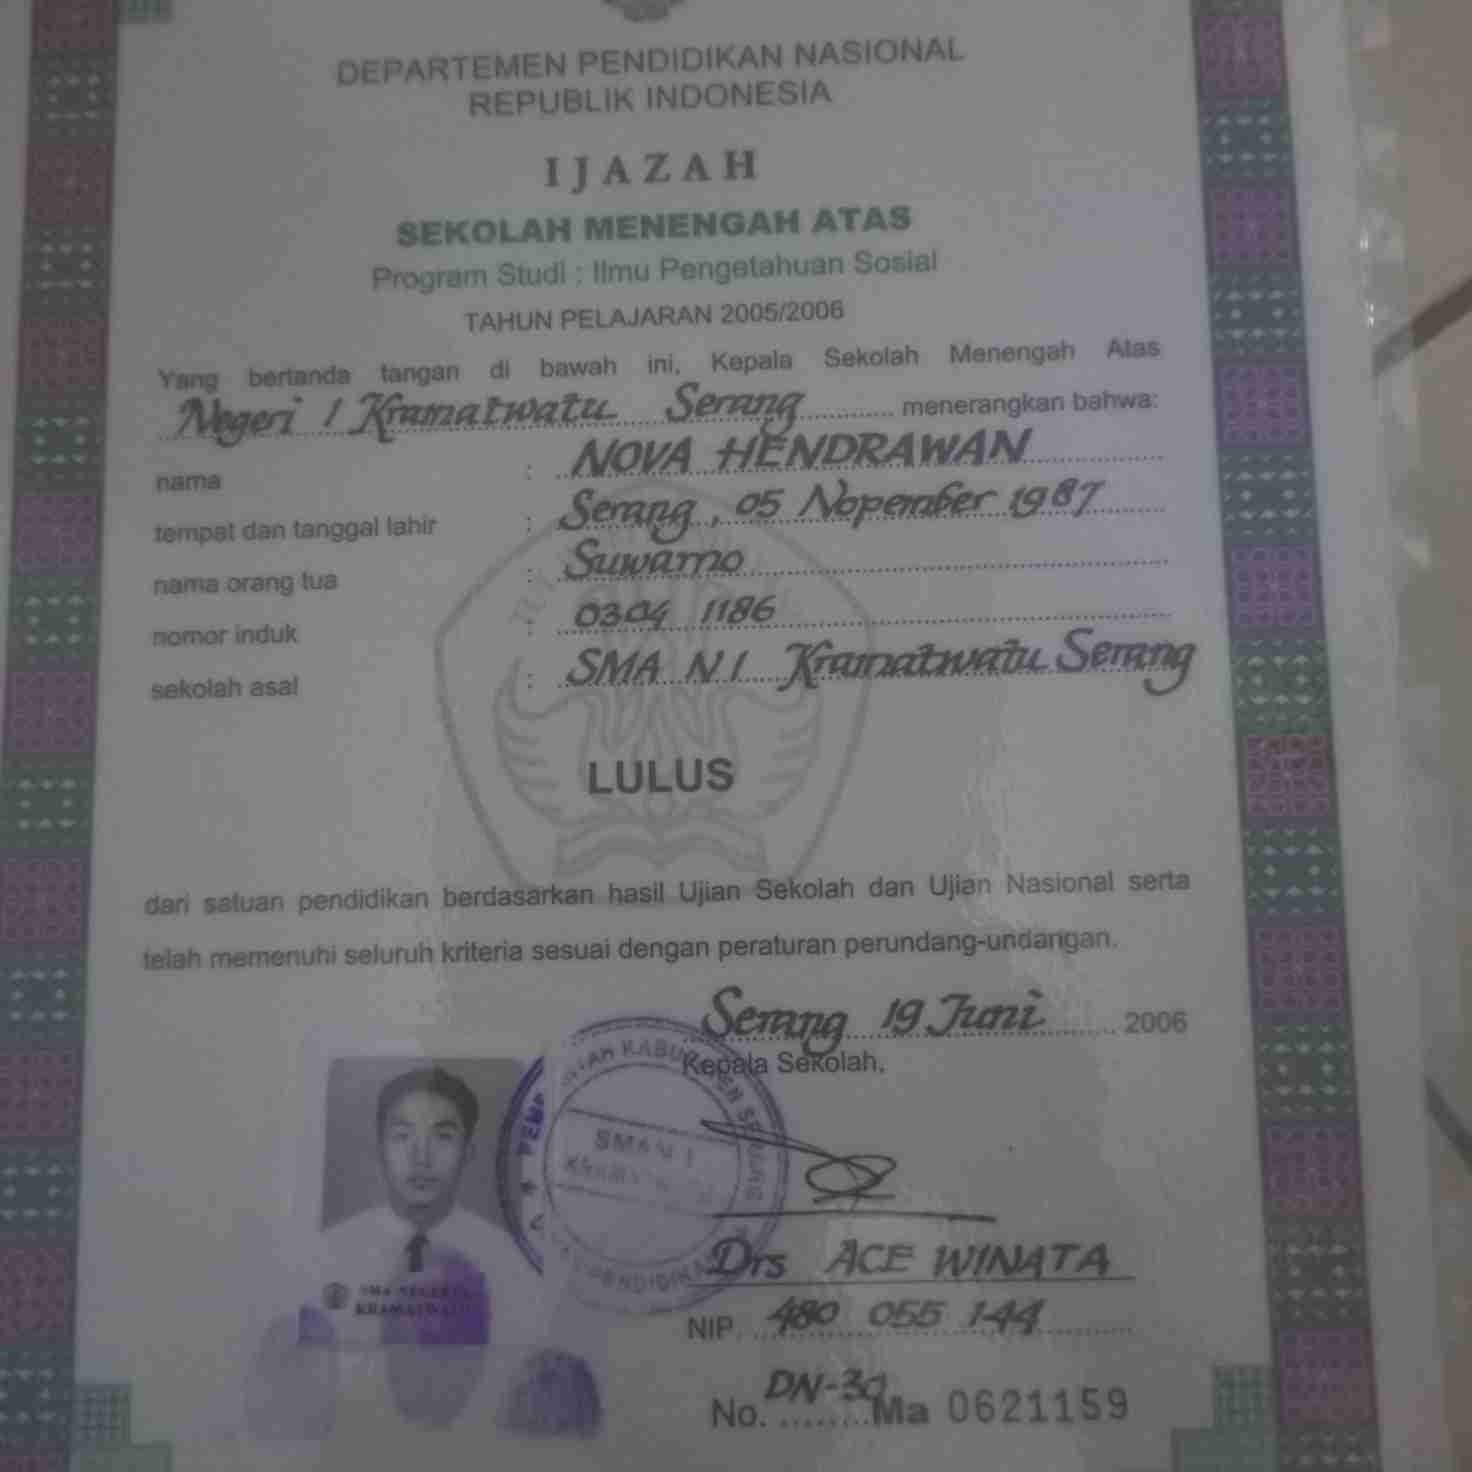 DEPARTEMEN PENDIDIKAN NASIONAL
REPUBLIK INDONESIA
IJAZAH
SEKOLAH MENENGAH ATAS
Program Studi : Ilmu Pengetahuan Sosial
TAHUN PELAJARAN 2005/2006
Yang bertanda tangan di bawah ini, Kepala Sekolah Menengah Atas
Negeri 1 Kramatwatu Serang menerangkan bahwa:
nama : NOVA HENDRAWAN
tempat dan tanggal lahir : Serang, 05 Nopember 1987
nama orang tua : Suwarno
nomor induk : 0304 1186
sekolah asal : SMA N 1 Kramatwatu Serang
LULUS
dari satuan pendidikan berdasarkan hasil Ujian Sekolah dan Ujian Nasional serta
telah memenuhi seluruh kriteria sesuai dengan peraturan perundang-undangan.
Serang 19 Juni 2006
Kepala Sekolah,
SMAN 1
SMA NEGERI 1
KRAMATWATU
Drs ACE WINATA
NIP. 480 055 144
No. DN-30 Ma 0621159